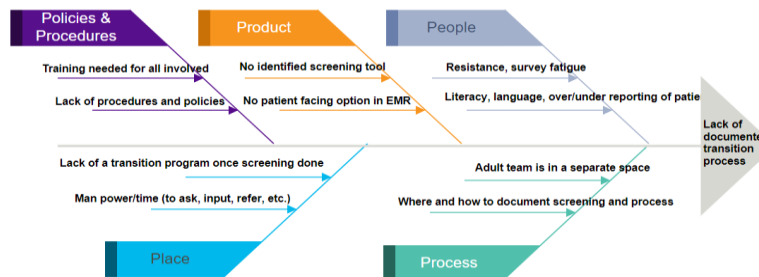 Policies &
Procedures
Product
People
Training needed for all involved
No identified screening tool
Resistance, survey fatigue
Lack of procedures and policies
No patient facing option in EMR
Literacy, language, over/under reporting of
Lack of
transition
process
Lack of a transition program once screening done
Adult team is in a separate space
Man power/time (to ask, input, refer, etc.)
Where and how to document screening and process
Place
Process